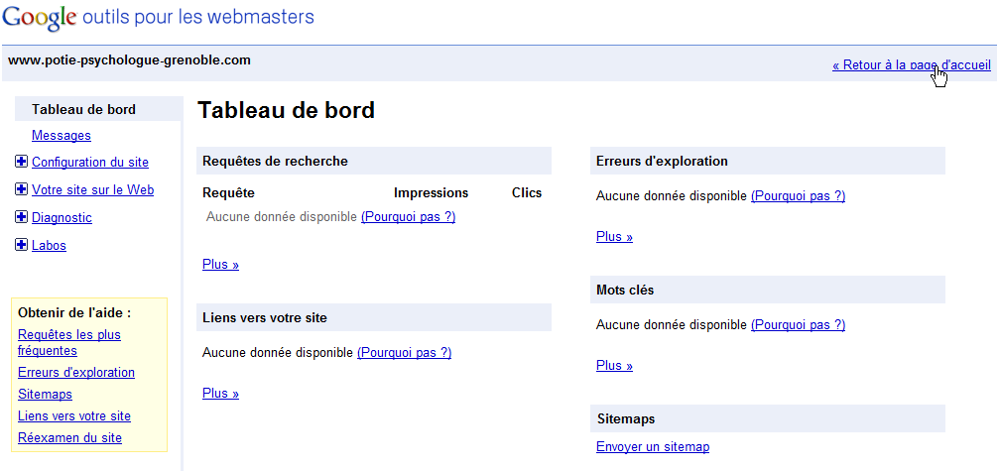 Google outils pour les webmasters
www.potie-psychologue-grenoble.com
« Retour à la page d'accueil
Tableau de bord
Messages
Configuration du site
Votre site sur le Web
Diagnostic
Labos
Obtenir de l'aide :
Requêtes les plus
fréquentes
Erreurs d'exploration
Sitemaps
Liens vers votre site
Réexamen du site
Tableau de bord
Requêtes de recherche
Requête Impressions Clics
Aucune donnée disponible (Pourquoi pas ?)
Plus »
Liens vers votre site
Aucune donnée disponible (Pourquoi pas ?)
Plus »
Erreurs d'exploration
Aucune donnée disponible (Pourquoi pas ?)
Plus »
Mots clés
Aucune donnée disponible (Pourquoi pas ?)
Plus »
Sitemaps
Envoyer un sitemap